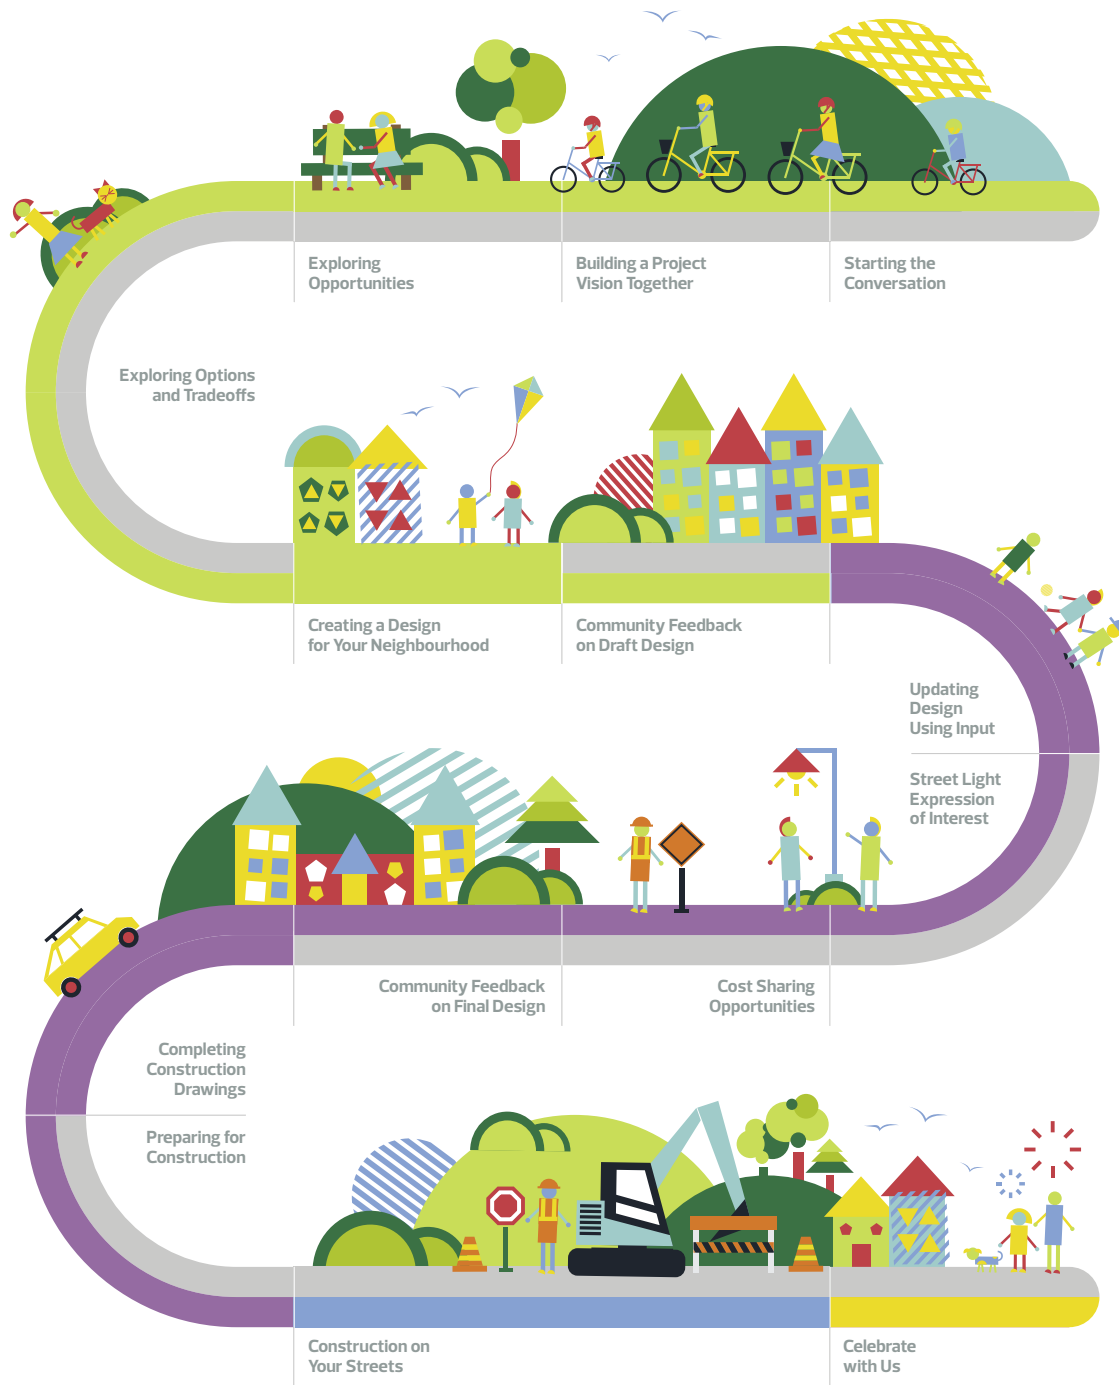 Exploring
Opportunities
Building a Project
Vision Together
Starting the
Conversation
Exploring Options
and Tradeoffs
Creating a Design
for Your Neighbourhood
Community Feedback
on Draft Design
Updating
Design
Using Input
Street Light
Expression
of Interest
Community Feedback
on Final Design
Cost Sharing
Opportunities
Completing
Construction
Drawings
Preparing for
Construction
Construction on
Your Streets
Celebrate
with Us